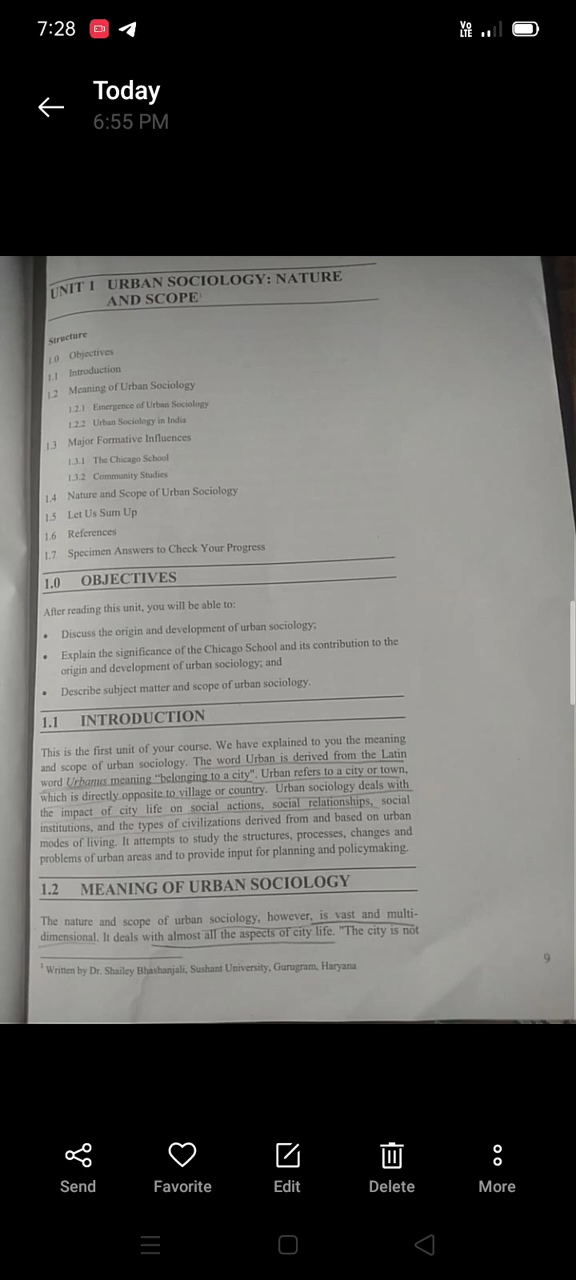 7:28
Vo
LTE
Today
6:55 PM
UNIT 1 URBAN SOCIOLOGY: NATURE
AND SCOPE¹
Structure
1.0 Objectives
1.1 Introduction
1.2 Meaning of Urban Sociology
1.2.1 Emergence of Urban Sociology
1.2.2 Urban Sociology in India
1.3 Major Formative Influences
1.3.1 The Chicago School
1.3.2 Community Studies
1.4 Nature and Scope of Urban Sociology
1.5 Let Us Sum Up
1.6 References
1.7 Specimen Answers to Check Your Progress
1.0 OBJECTIVES
After reading this unit, you will be able to:
• Discuss the origin and development of urban sociology;
• Explain the significance of the Chicago School and its contribution to the
origin and development of urban sociology; and
• Describe subject matter and scope of urban sociology.
1.1 INTRODUCTION
This is the first unit of your course. We have explained to you the meaning
and scope of urban sociology. The word Urban is derived from the Latin
word Urbanus meaning "belonging to a city". Urban refers to a city or town,
which is directly opposite to village or country. Urban sociology deals with
the impact of city life on social actions, social relationships, social
institutions, and the types of civilizations derived from and based on urban
modes of living. It attempts to study the structures, processes, changes and
problems of urban areas and to provide input for planning and policymaking.
1.2 MEANING OF URBAN SOCIOLOGY
The nature and scope of urban sociology, however, is vast and multi-
dimensional. It deals with almost all the aspects of city life. "The city is not
¹ Written by Dr. Shailey Bhashanjali, Sushant University, Gurugram, Haryana
9
Send
Favorite
Edit
Delete
More